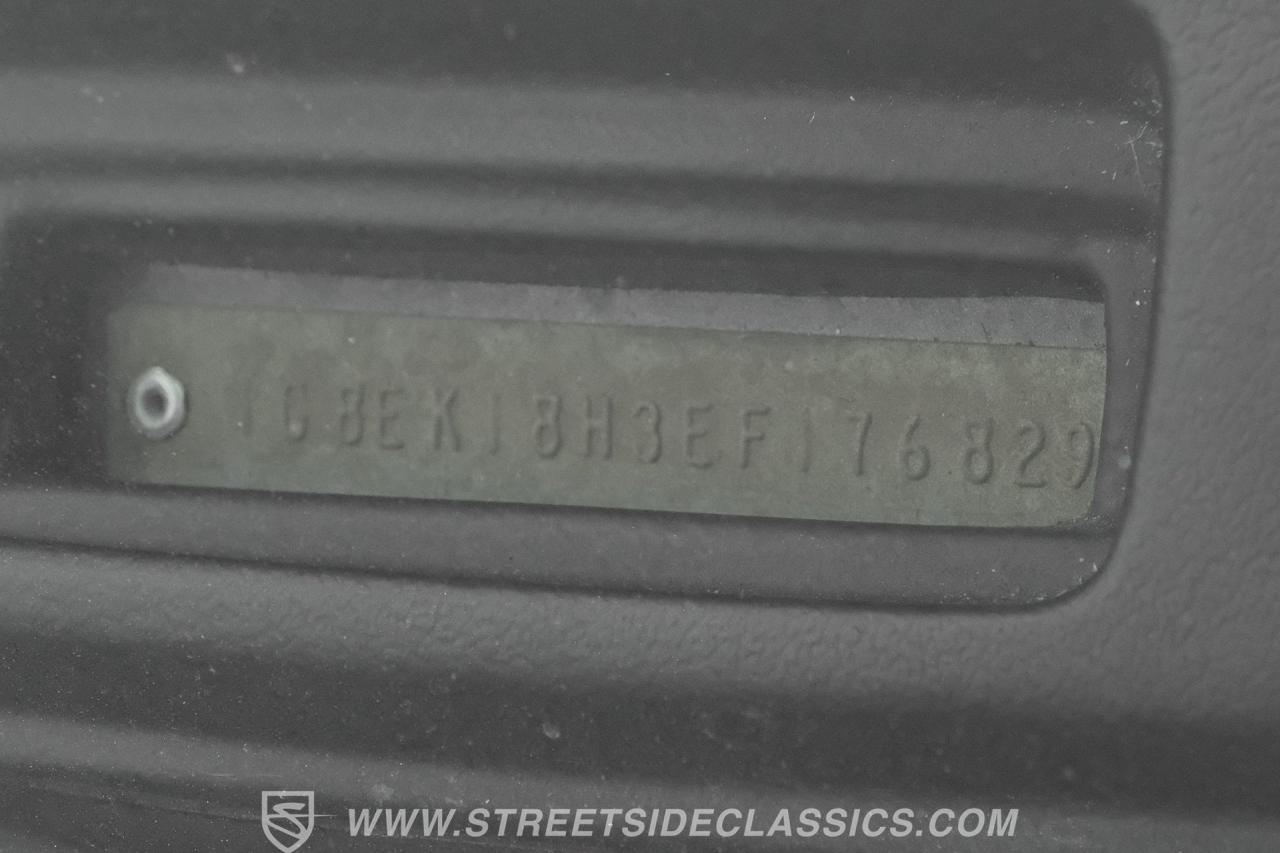 1G8EK18H3EF176829
WWW.STREETSIDECLASSICS.COM